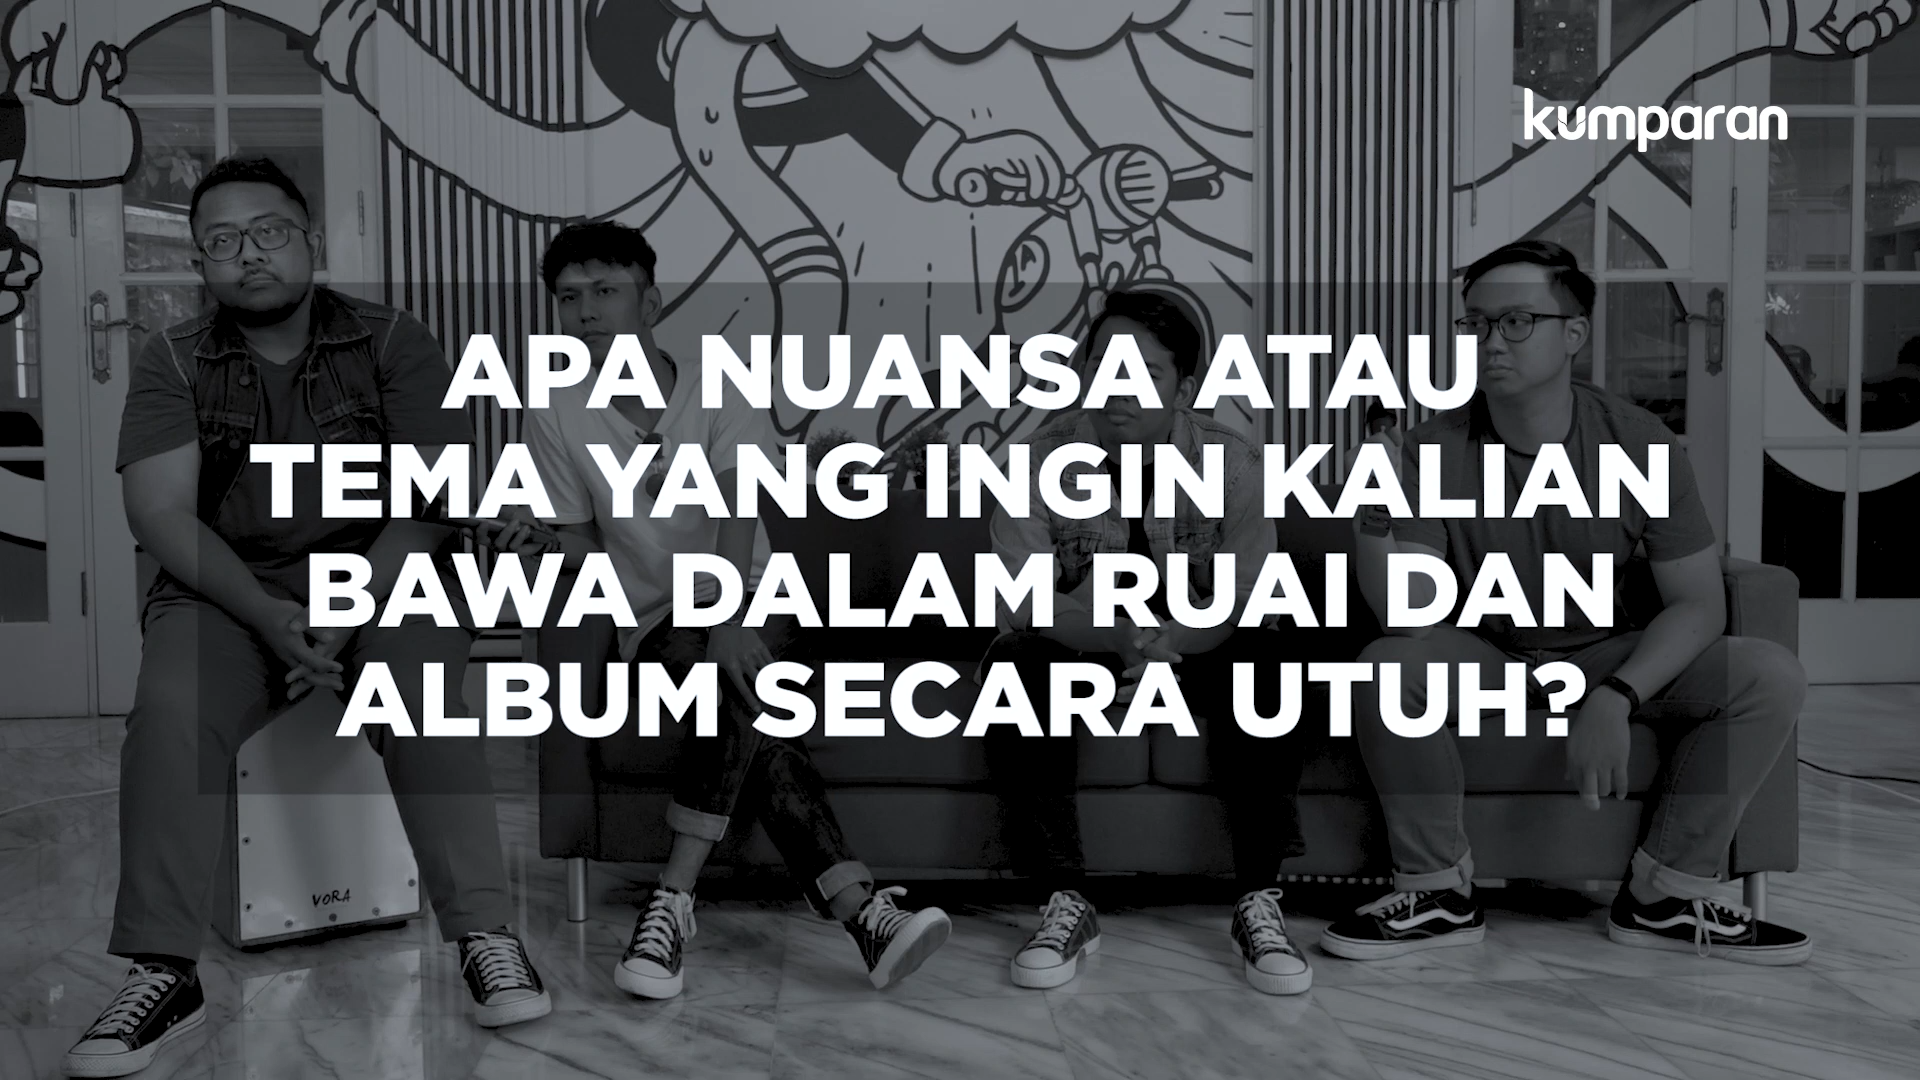 kumparan
APA NUANSA ATAU
TEMA YANG INGIN KALIAN
BAWA DALAM RUAI DAN
ALBUM SECARA UTUH?
VORA